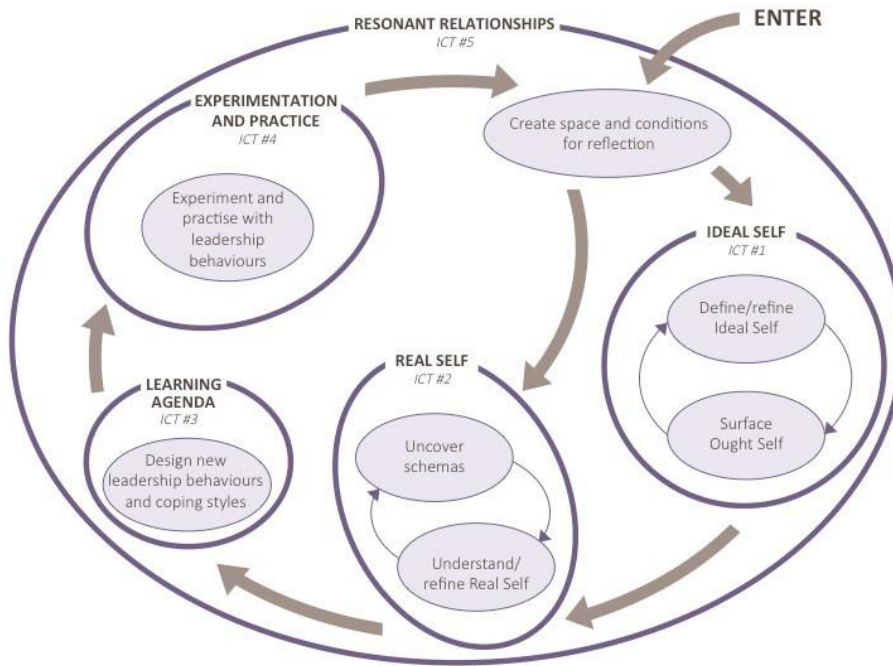 RESONANT RELATIONSHIPS
ICT #5
ENTER
EXPERIMENTATION
AND PRACTICE
ICT #4
Create space and conditions
for reflection
Experiment and
practise with
leadership
behaviours
IDEAL SELF
ICT #1
Define/refine
Ideal Self
Surface
Ought Self
REAL SELF
ICT #2
Uncover
schemas
Understand/
refine Real Self
LEARNING
AGENDA
ICT #3
Design new
leadership behaviours
and coping styles